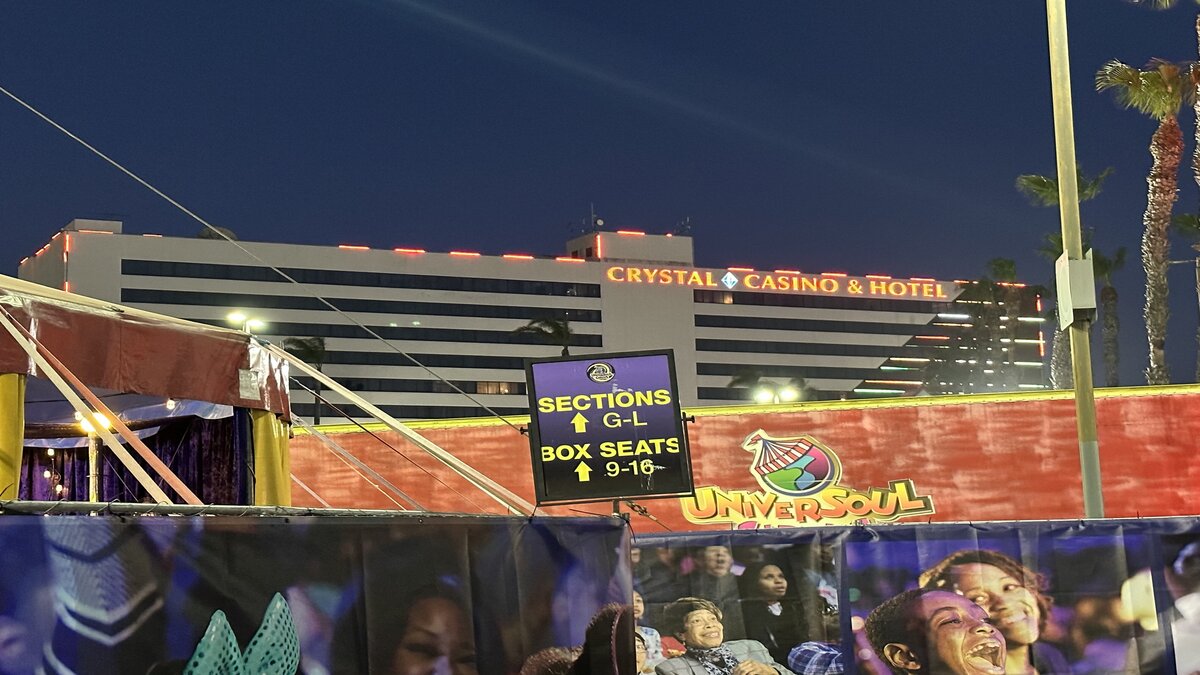 CRYSTAL CASINO & HOTEL
SECTIONS
G-L
BOX SEATS
9-16
UNIVERSOUL